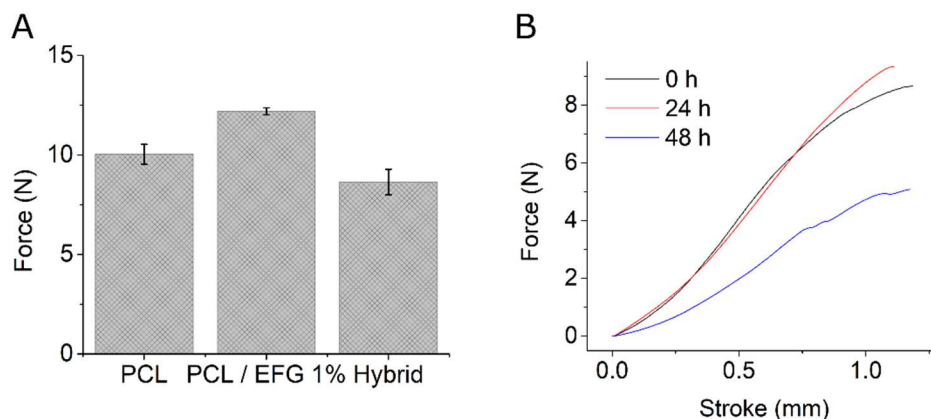 A
15
10
5
0
Force (N)
PCL PCL / EFG 1% Hybrid
B
0 h
24 h
48 h
8
6
4
2
0
Force (N)
0.0 0.5 1.0
Stroke (mm)